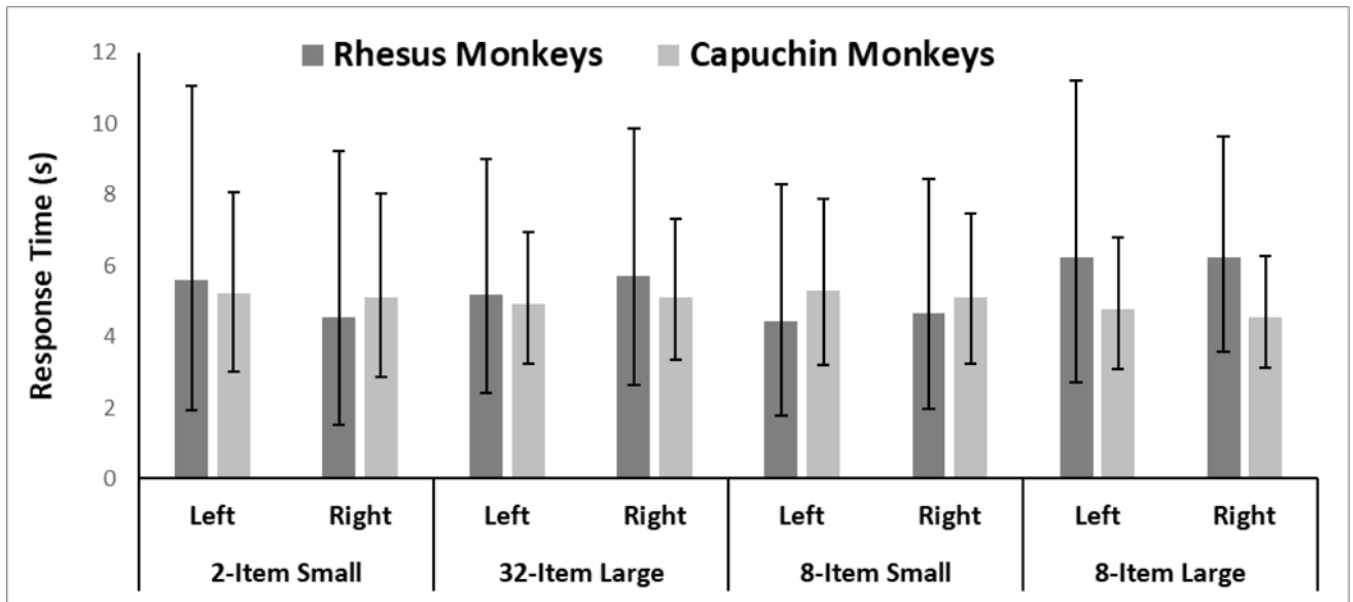 Rhesus Monkeys Capuchin Monkeys
Response Time (s)
12
10
8
6
4
2
0
Left Right Left Right Left Right Left Right
2-Item Small 32-Item Large 8-Item Small 8-Item Large